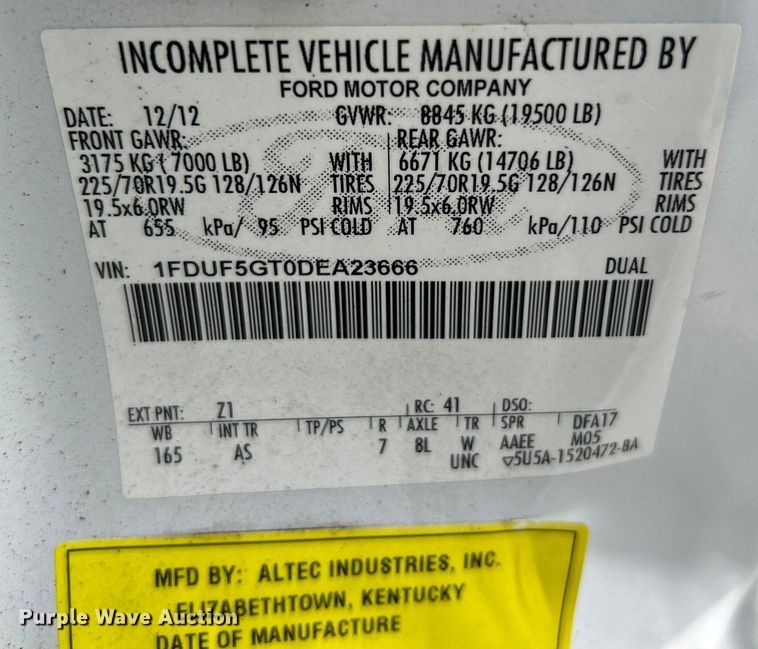 INCOMPLETE VEHICLE MANUFACTURED BY
FORD MOTOR COMPANY
DATE: 12/12 GVWR: 8845 KG (19500 LB)
FRONT GAWR: REAR GAWR:
3175 KG ( 7000 LB) WITH 6671 KG (14706 LB) WITH
225/70R19.5G 128/126N TIRES 225/70R19.5G 128/126N TIRES
19.5x6.0RW RIMS 19.5x6.0RW RIMS
AT 655 kPa/ 95 PSI COLD AT 760 kPa/110 PSI COLD
VIN: 1FDUF5GT0DEA23666 DUAL
EXT PNT: Z1 RC: 41 DSO:
WB INT TR TP/PS R AXLE TR SPR DFA17
165 AS 7 8L W AAEE M05
UNC ▽5U5A-1520472-BA
MFD BY: ALTEC INDUSTRIES, INC.
ELIZABETHTOWN, KENTUCKY
DATE OF MANUFACTURE
Purple Wave Auction